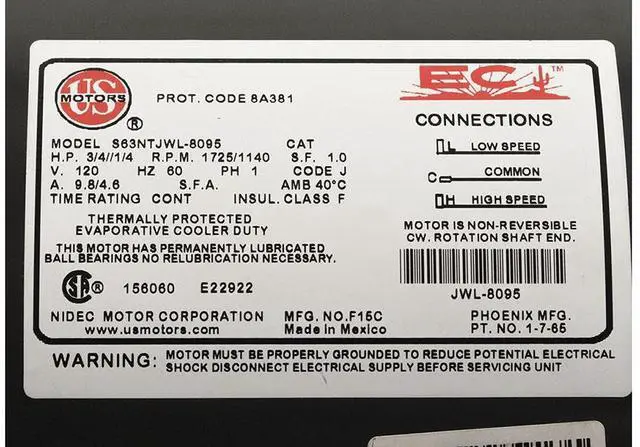 US
MOTORS
®
PROT. CODE 8A381
EC™
CONNECTIONS
L LOW SPEED
C COMMON
H HIGH SPEED
MOTOR IS NON-REVERSIBLE
CW. ROTATION SHAFT END.
JWL-8095
PHOENIX MFG.
PT. NO. 1-7-65
MODEL S63NTJWL-8095 CAT
H.P. 3/4//1/4 R.P.M. 1725/1140 S.F. 1.0
V. 120 HZ 60 PH 1 CODE J
A. 9.8/4.6 S.F.A. AMB 40°C
TIME RATING CONT INSUL. CLASS F
THERMALLY PROTECTED
EVAPORATIVE COOLER DUTY
THIS MOTOR HAS PERMANENTLY LUBRICATED
BALL BEARINGS NO RELUBRICATION NECESSARY.
SA® 156060 E22922
NIDEC MOTOR CORPORATION MFG. NO.F15C
www.usmotors.com Made in Mexico
WARNING: MOTOR MUST BE PROPERLY GROUNDED TO REDUCE POTENTIAL ELECTRICAL
SHOCK DISCONNECT ELECTRICAL SUPPLY BEFORE SERVICING UNIT